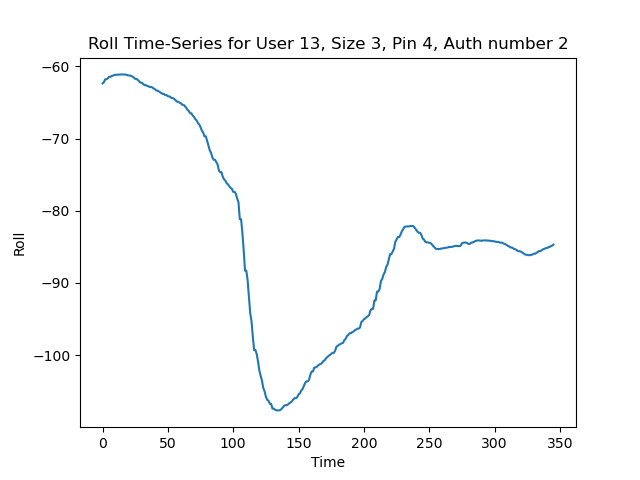 Roll Time-Series for User 13, Size 3, Pin 4, Auth number 2
−60
−70
−80
−90
−100
Roll
0 50 100 150 200 250 300 350
Time